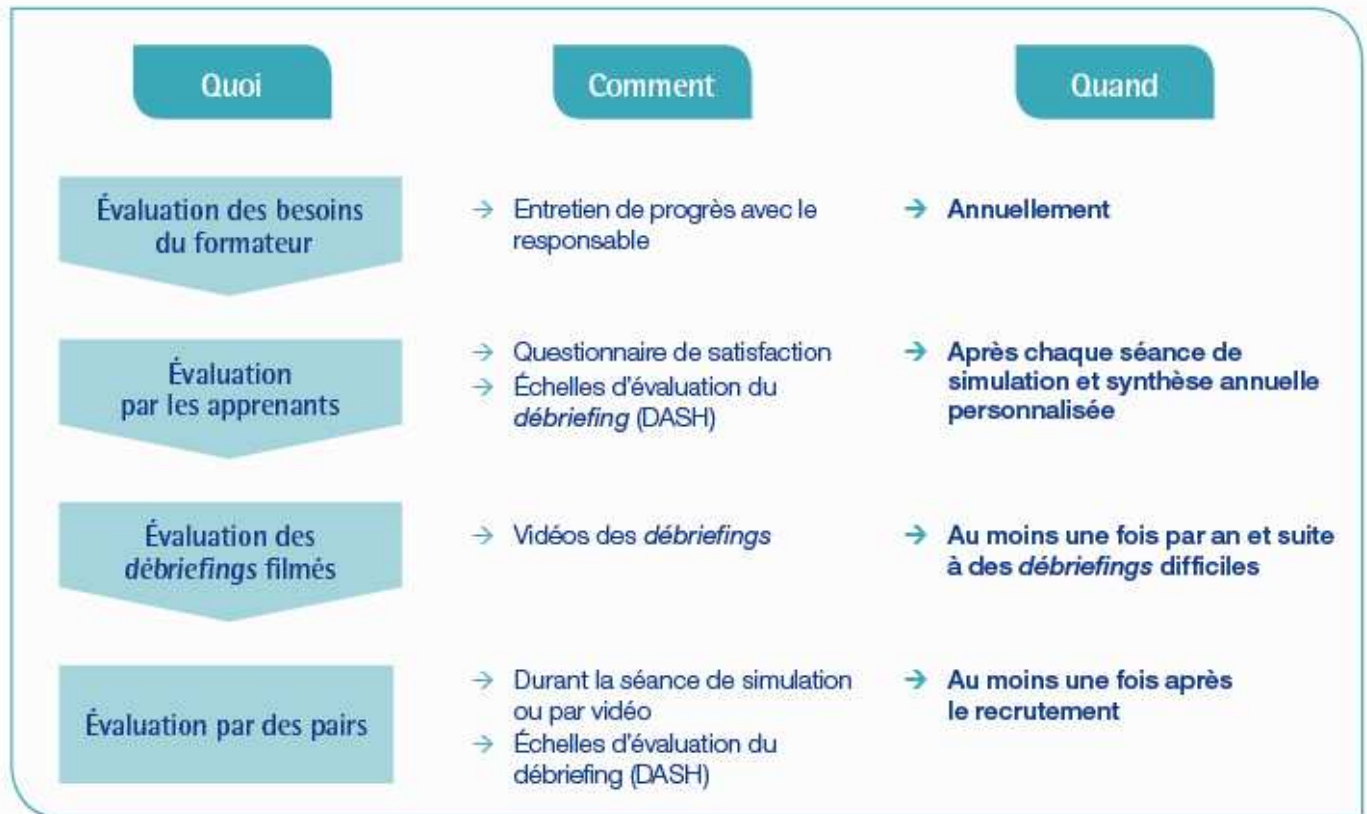 Quoi
Comment
Quand
Évaluation des besoins
du formateur
→ Entretien de progrès avec le
responsable
→ Annuellement
Évaluation
par les apprenants
→ Questionnaire de satisfaction
→ Échelles d'évaluation du
débriefing (DASH)
→ Après chaque séance de
simulation et synthèse annuelle
personnalisée
Évaluation des
débriefings filmés
→ Vidéos des débriefings
→ Au moins une fois par an et suite
à des débriefings difficiles
Évaluation par des pairs
→ Durant la séance de simulation
ou par vidéo
→ Échelles d'évaluation du
débriefing (DASH)
→ Au moins une fois après
le recrutement